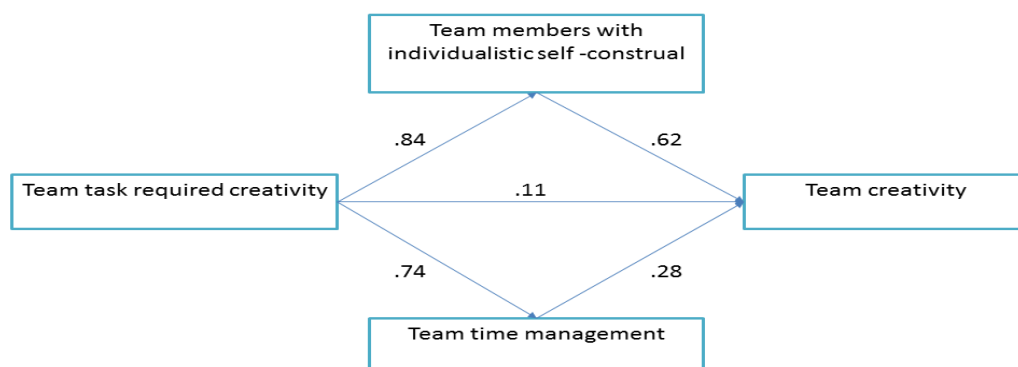 Team members with
individualistic self -construal
.84
.62
Team task required creativity
.11
Team creativity
.74
.28
Team time management